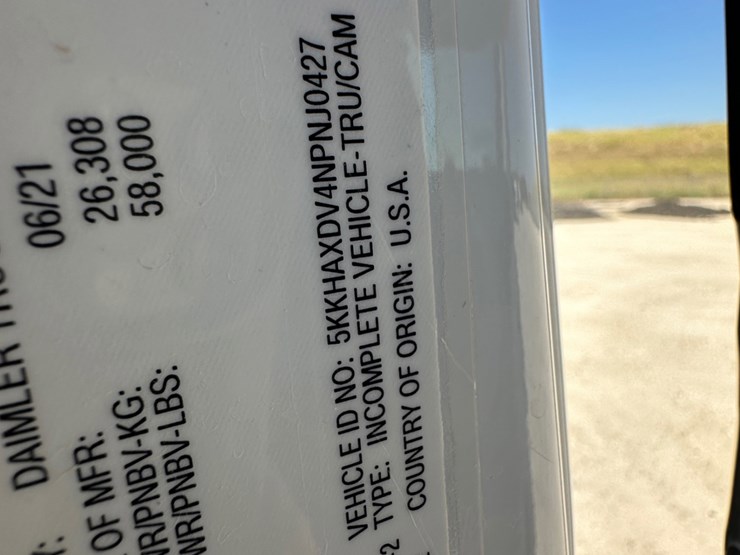 DAIMLER
OF MFR: 06/21
WR/PNBV-KG: 26,308
WR/PNBV-LBS: 58,000
VEHICLE ID NO: 5KKHAXDV4NPNJ0427
TYPE: INCOMPLETE VEHICLE-TRU/CAM
COUNTRY OF ORIGIN: U.S.A.